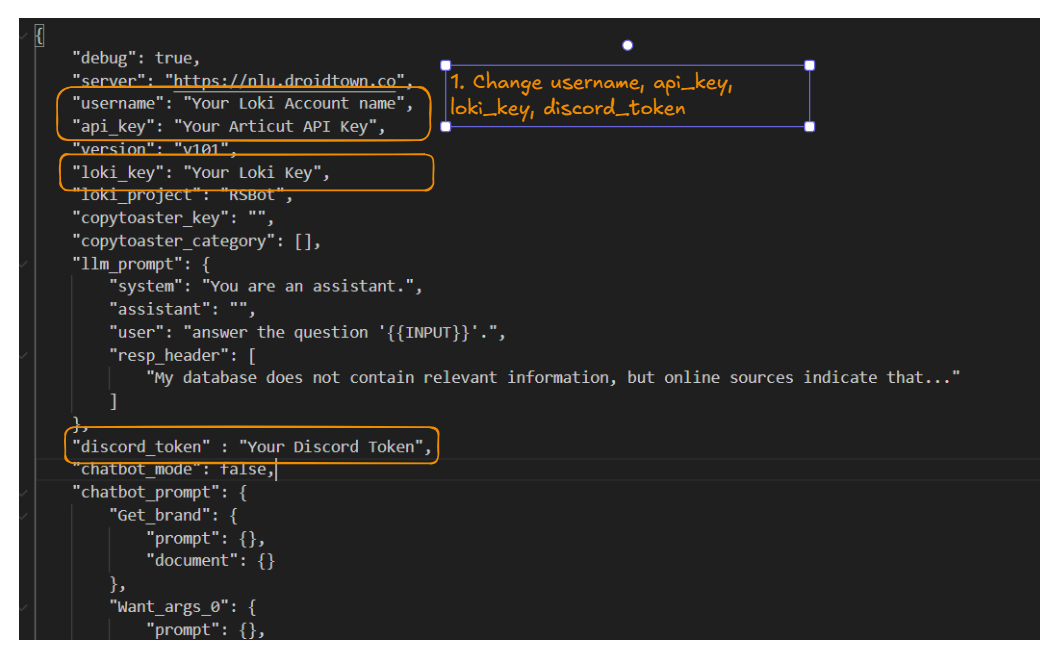 {
"debug": true,
"server": "https://nlu.droidtown.co",
"username": "Your Loki Account name",
"api_key": "Your Articut API Key",
"version": "v101",
"loki_key": "Your Loki Key",
"loki_project": "RSBot",
"copytoaster_key": "",
"copytoaster_category": [],
"llm_prompt": {
"system": "You are an assistant.",
"assistant": "",
"user": "answer the question '{{INPUT}}'.",
"resp_header": [
"My database does not contain relevant information, but online sources indicate that..."
]
},
"discord_token" : "Your Discord Token",
"chatbot_mode": false,
"chatbot_prompt": {
"Get_brand": {
"prompt": {},
"document": {}
},
"Want_args_0": {
"prompt": {},
1. Change username, api_key,
loki_key, discord_token